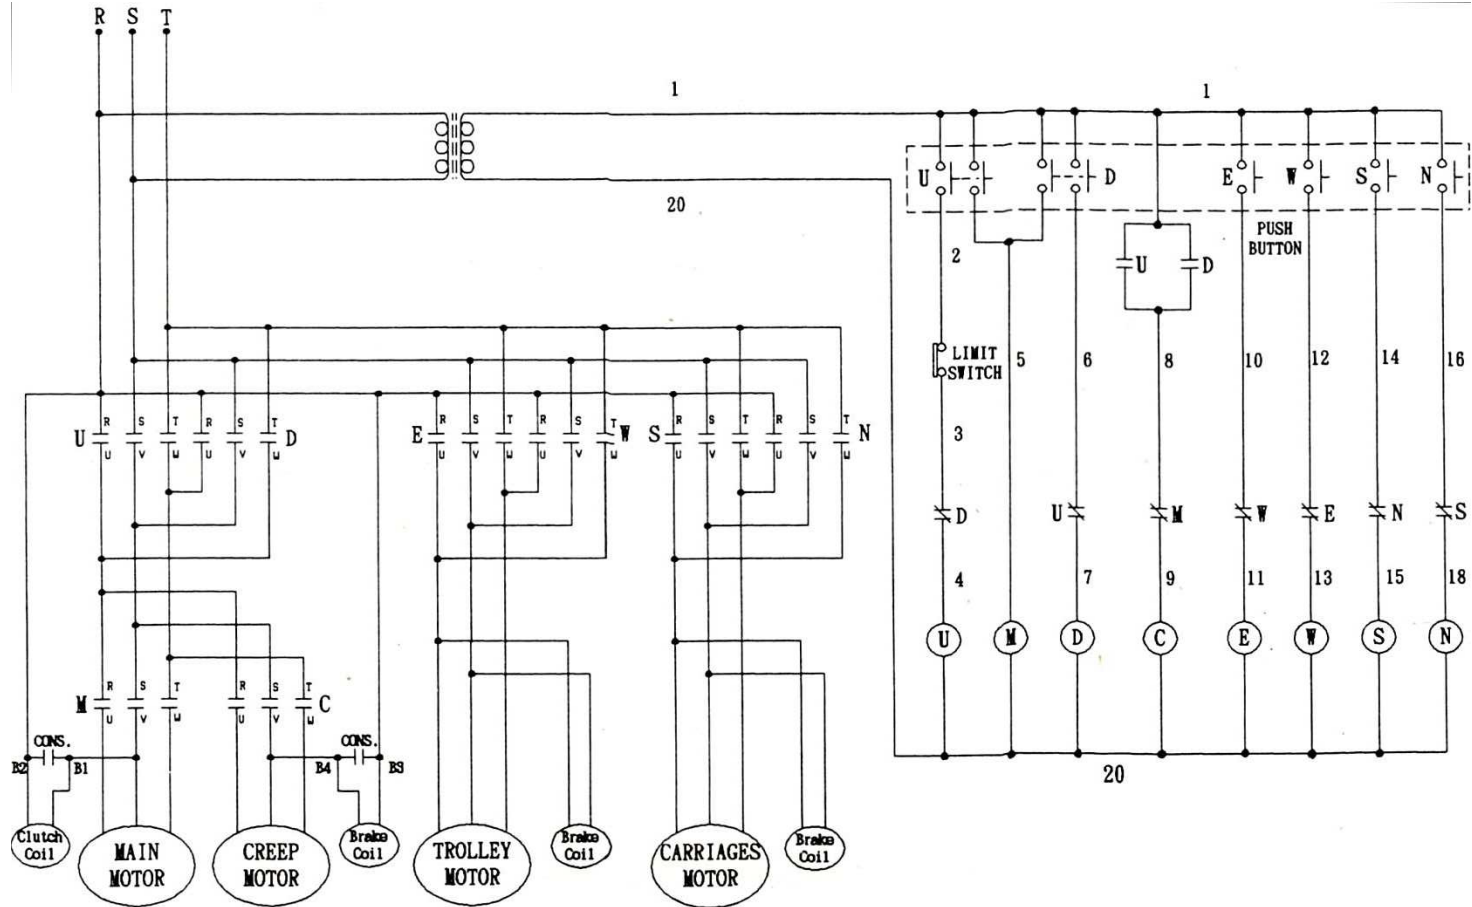 R S T
1 1
U D E W S N
20
PUSH
BUTTON
2 U D
LIMIT
SWITCH
5 6 8 10 12 14 16
R S T R S T R S T R S T R S T R S T
U D E W S N
U V W U V W U V W U V W U V W U V W
3
D U M W E N S
4 7 9 11 13 15 18
U M D C E W S N
R S T R S T
M C
U V W U V W
CONS. CONS.
B2 B1 B4 B3
20
Clutch
Coil
MAIN
MOTOR
CREEP
MOTOR
Brake
Coil
TROLLEY
MOTOR
Brake
Coil
CARRIAGES
MOTOR
Brake
Coil